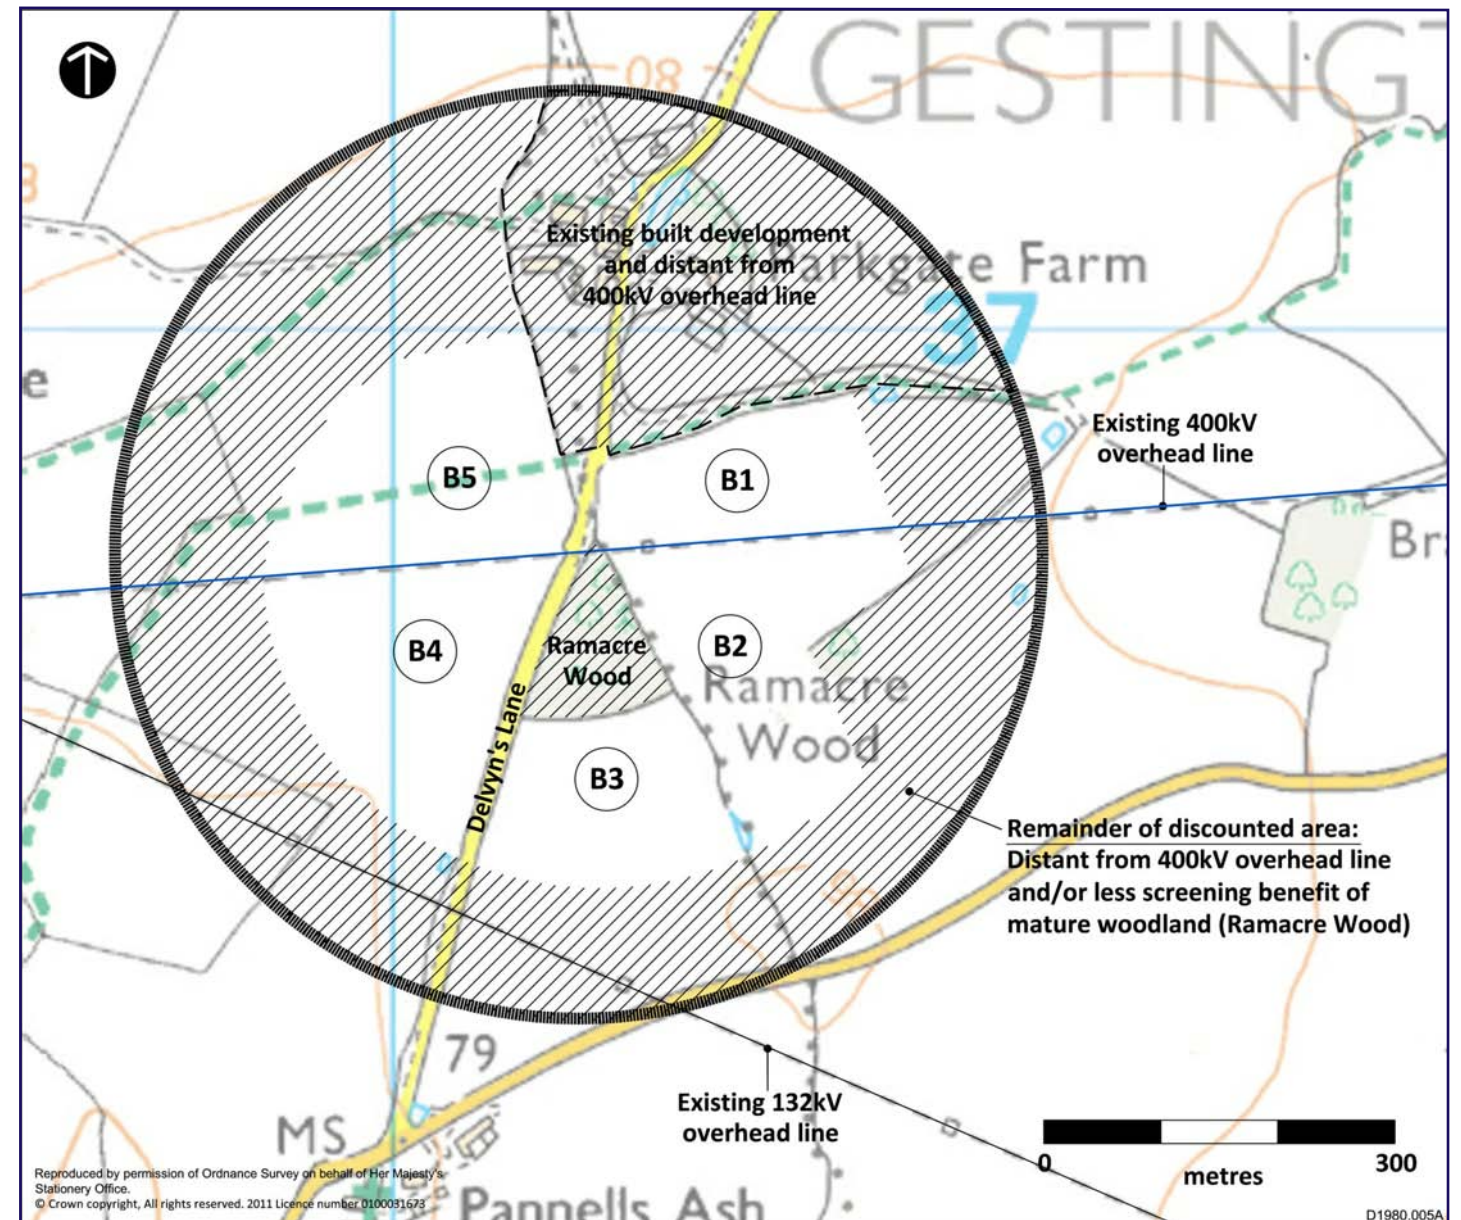 GESTINGT
80
8
Existing built development
and distant from
400kV overhead line
Parkgate Farm
37
e
Existing 400kV
overhead line
B5
B1
Br
B4
Ramacre
Wood
B2
Ramacre
Wood
Delvyn's Lane
B3
Remainder of discounted area:
Distant from 400kV overhead line
and/or less screening benefit of
mature woodland (Ramacre Wood)
79
Existing 132kV
overhead line
MS
0
300
metres
Reproduced by permission of Ordnance Survey on behalf of Her Majesty's
Stationery Office.
© Crown copyright, All rights reserved. 2011 Licence number 0100031673
Pannells Ash
D1980.005A